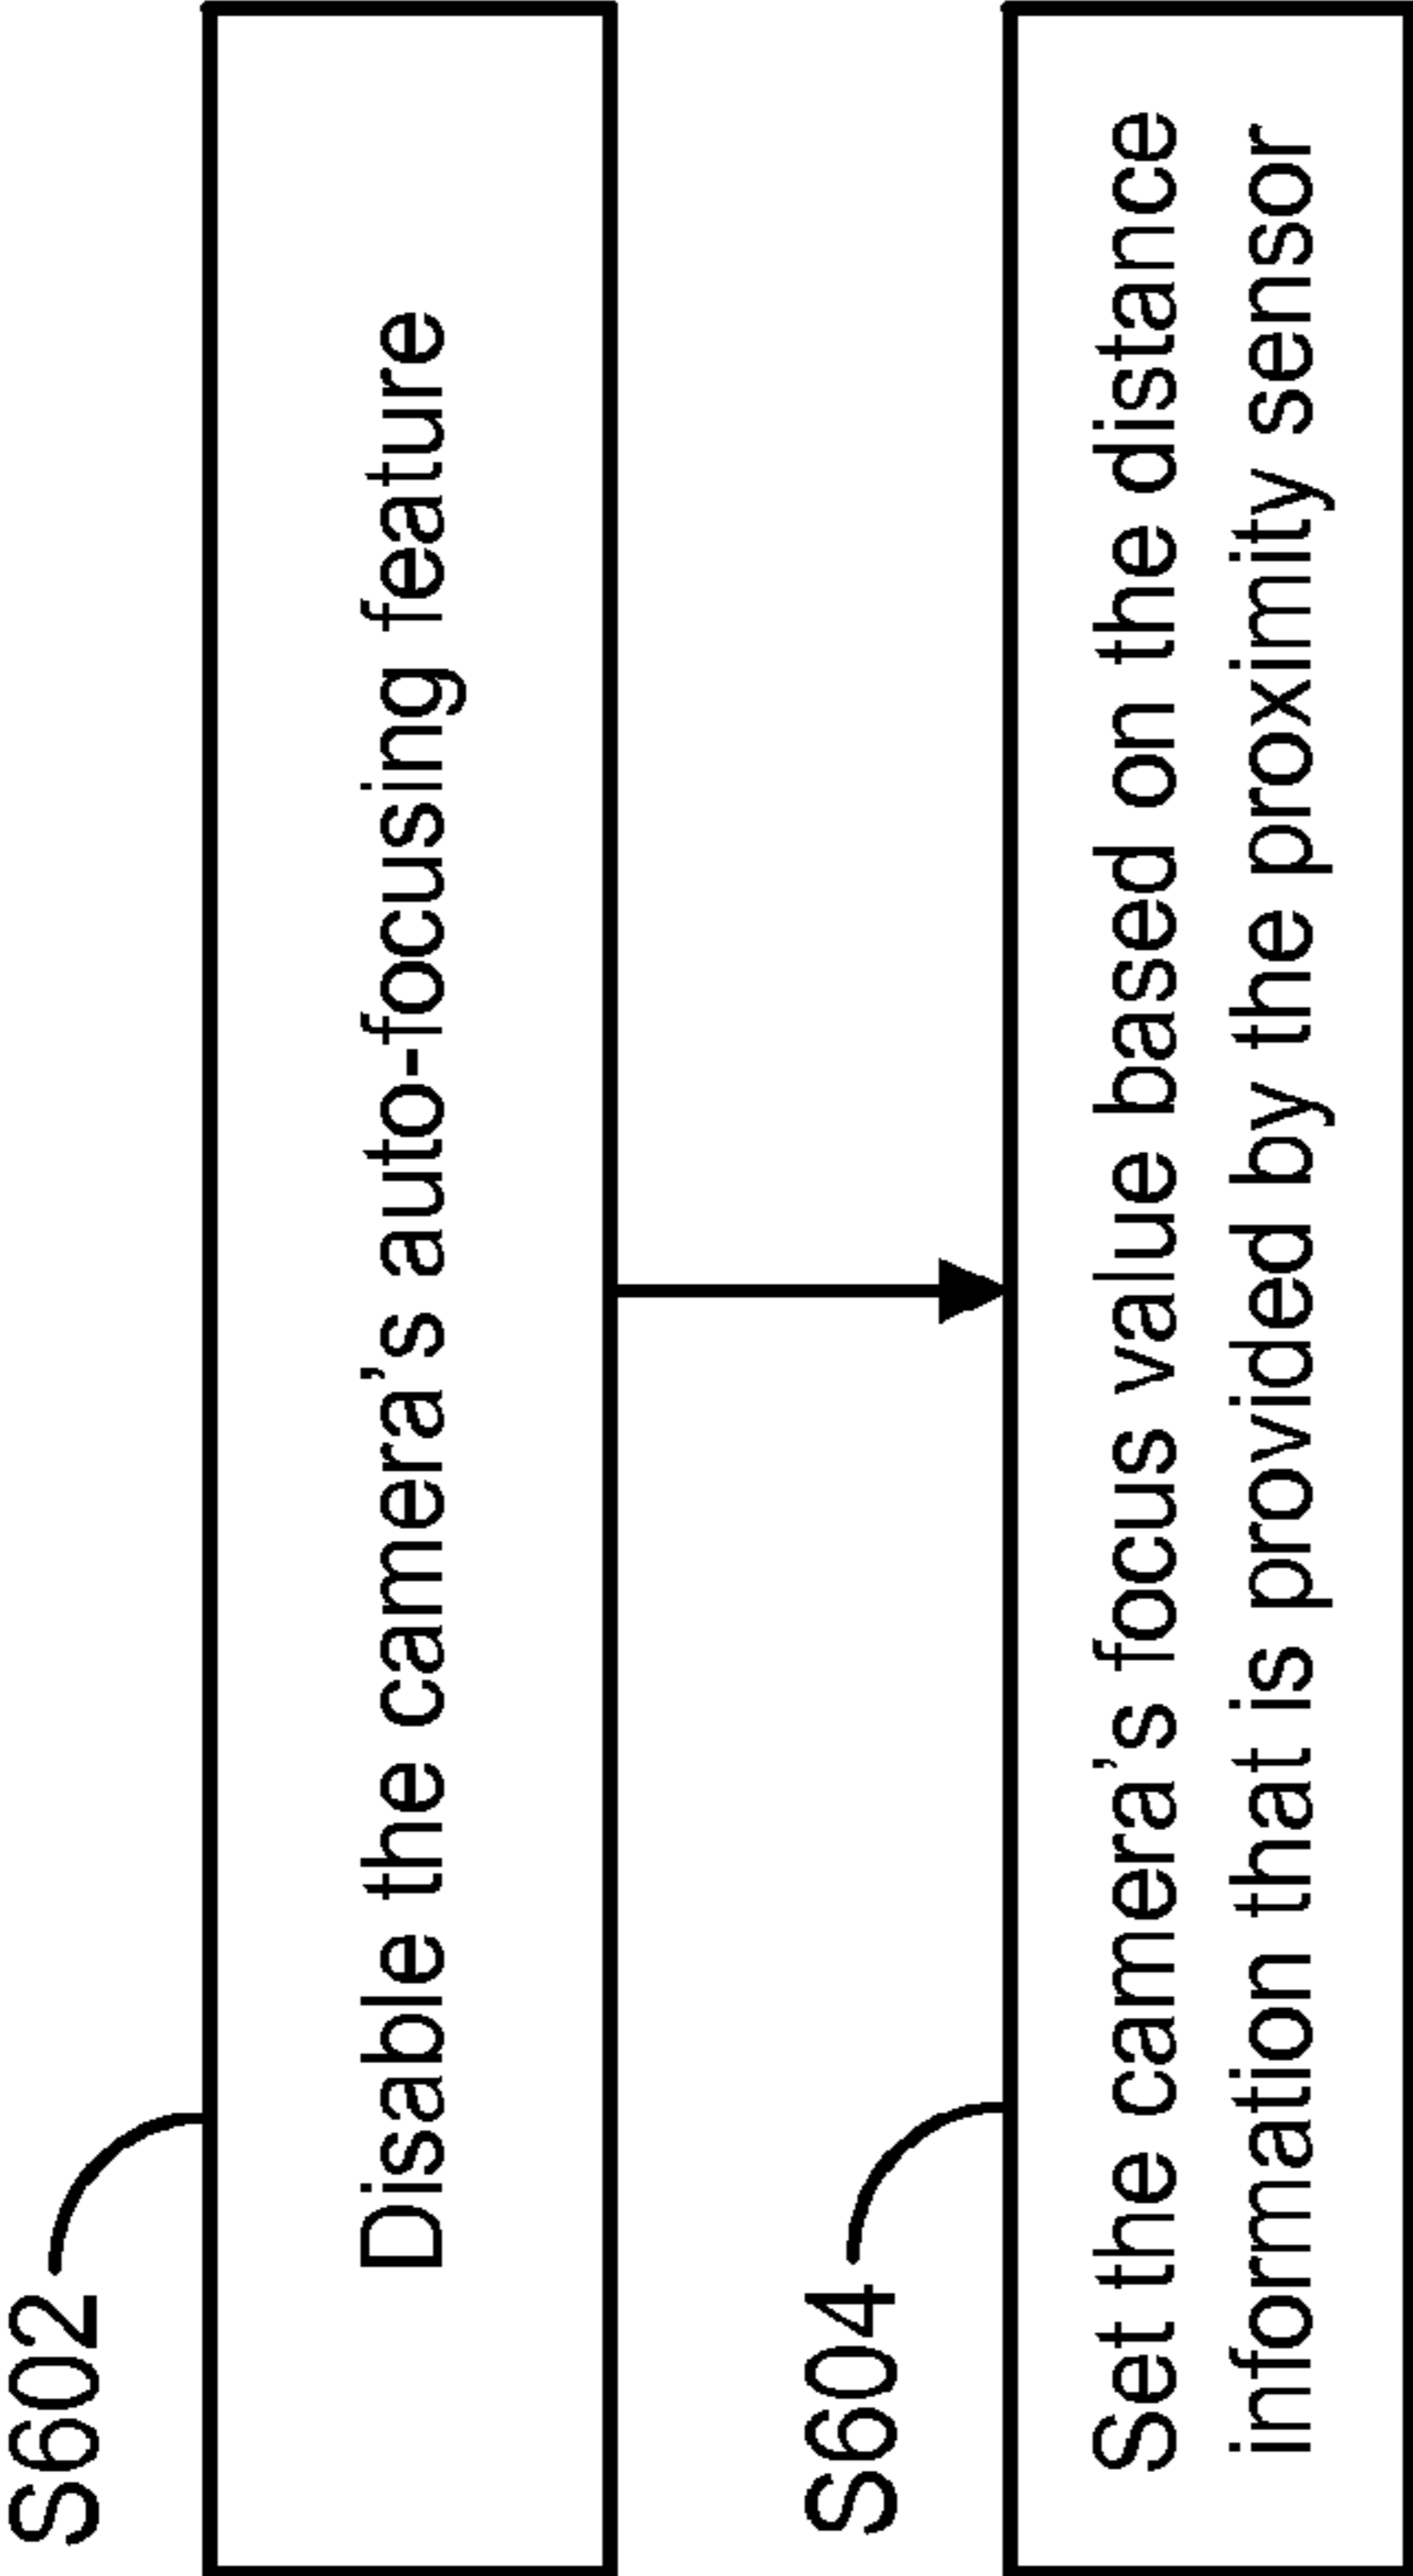 S602
Disable the camera's auto-focusing feature
S604
Set the camera's focus value based on the distance
information that is provided by the proximity sensor